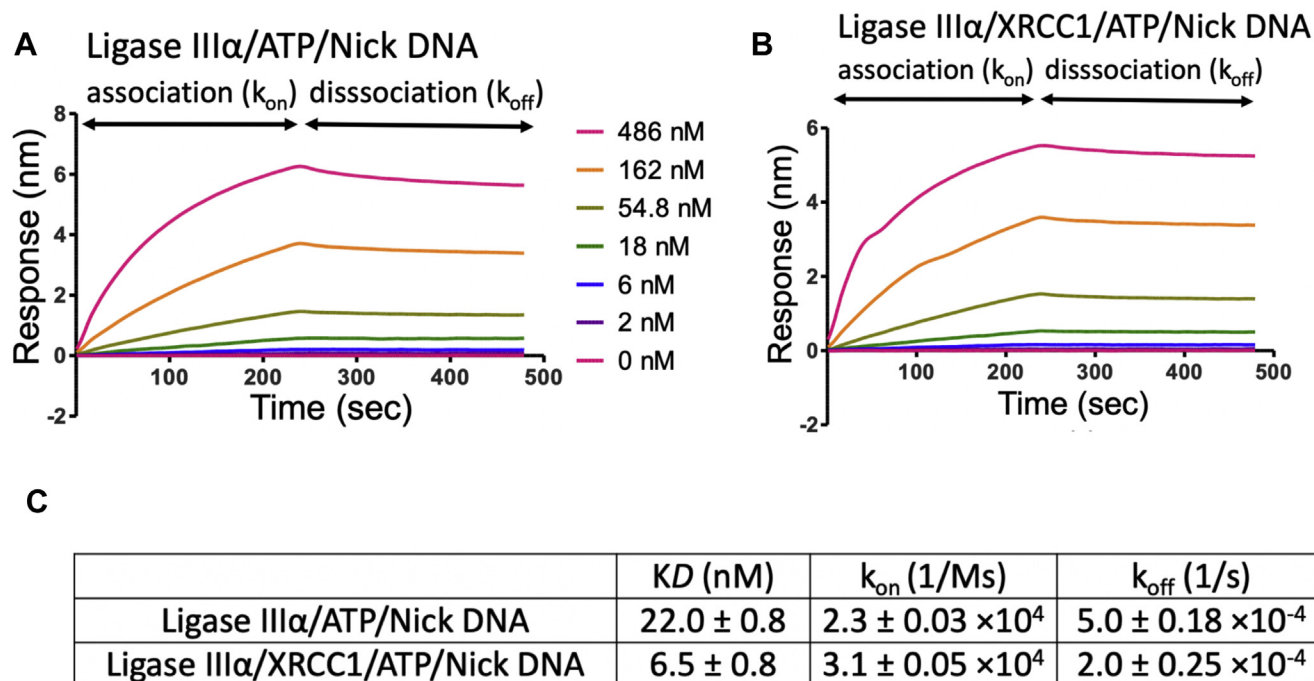 A
Ligase IIIα/ATP/Nick DNA
association (kon) disssociation (koff)
8
6
4
2
0
-2
100 200 300 400 500
Response (nm)
Time (sec)
486 nM
162 nM
54.8 nM
18 nM
6 nM
2 nM
0 nM
B
Ligase IIIα/XRCC1/ATP/Nick DNA
association (kon) disssociation (koff)
6
4
2
0
-2
100 200 300 400 500
Response (nm)
Time (sec)
C
KD (nM) kon (1/Ms) koff (1/s)
Ligase IIIα/ATP/Nick DNA 22.0 ± 0.8 2.3 ± 0.03 ×10⁴ 5.0 ± 0.18 ×10⁻⁴
Ligase IIIα/XRCC1/ATP/Nick DNA 6.5 ± 0.8 3.1 ± 0.05 ×10⁴ 2.0 ± 0.25 ×10⁻⁴